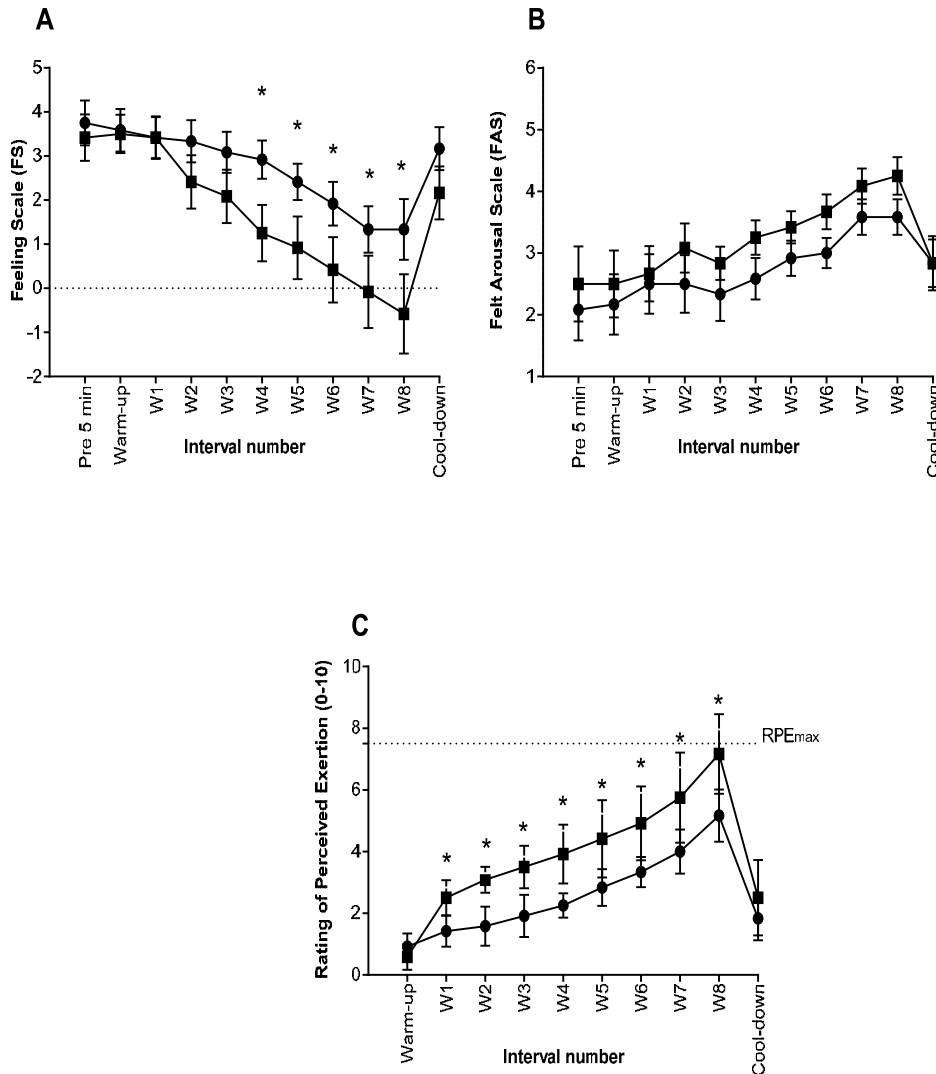 A
Feeling Scale (FS)
5
4
3
2
1
0
–1
–2
* * * * *
Pre 5 min
Warm-up
W1
W2
W3
W4
W5
W6
W7
W8
Cool-down
Interval number
B
Felt Arousal Scale (FAS)
6
5
4
3
2
1
Pre 5 min
Warm-up
W1
W2
W3
W4
W5
W6
W7
W8
Cool-down
Interval number
C
Rating of Perceived Exertion (0-10)
10
8
6
4
2
0
* * * * * * * *
RPEmax
Warm-up
W1
W2
W3
W4
W5
W6
W7
W8
Cool-down
Interval number